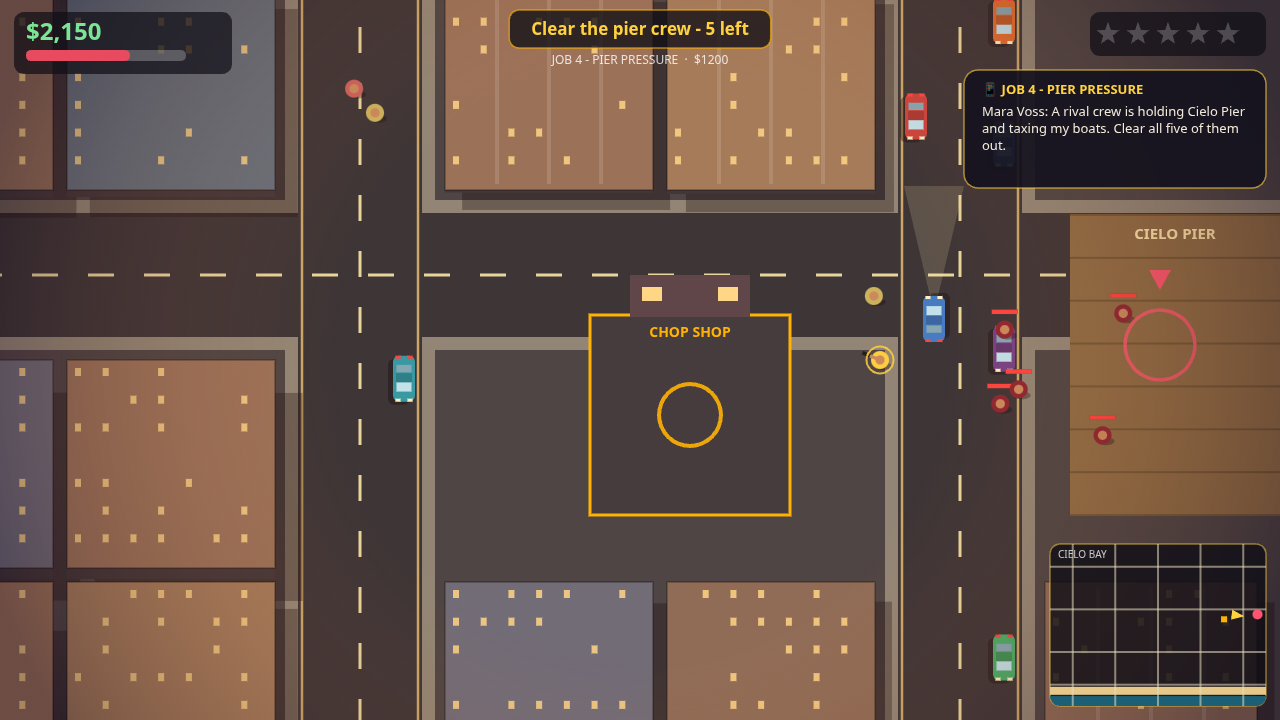 $2,150
Clear the pier crew - 5 left
JOB 4 - PIER PRESSURE · $1200
JOB 4 - PIER PRESSURE
Mara Voss: A rival crew is holding Cielo Pier
and taxing my boats. Clear all five of them
out.
CIELO PIER
CHOP SHOP
CIELO BAY